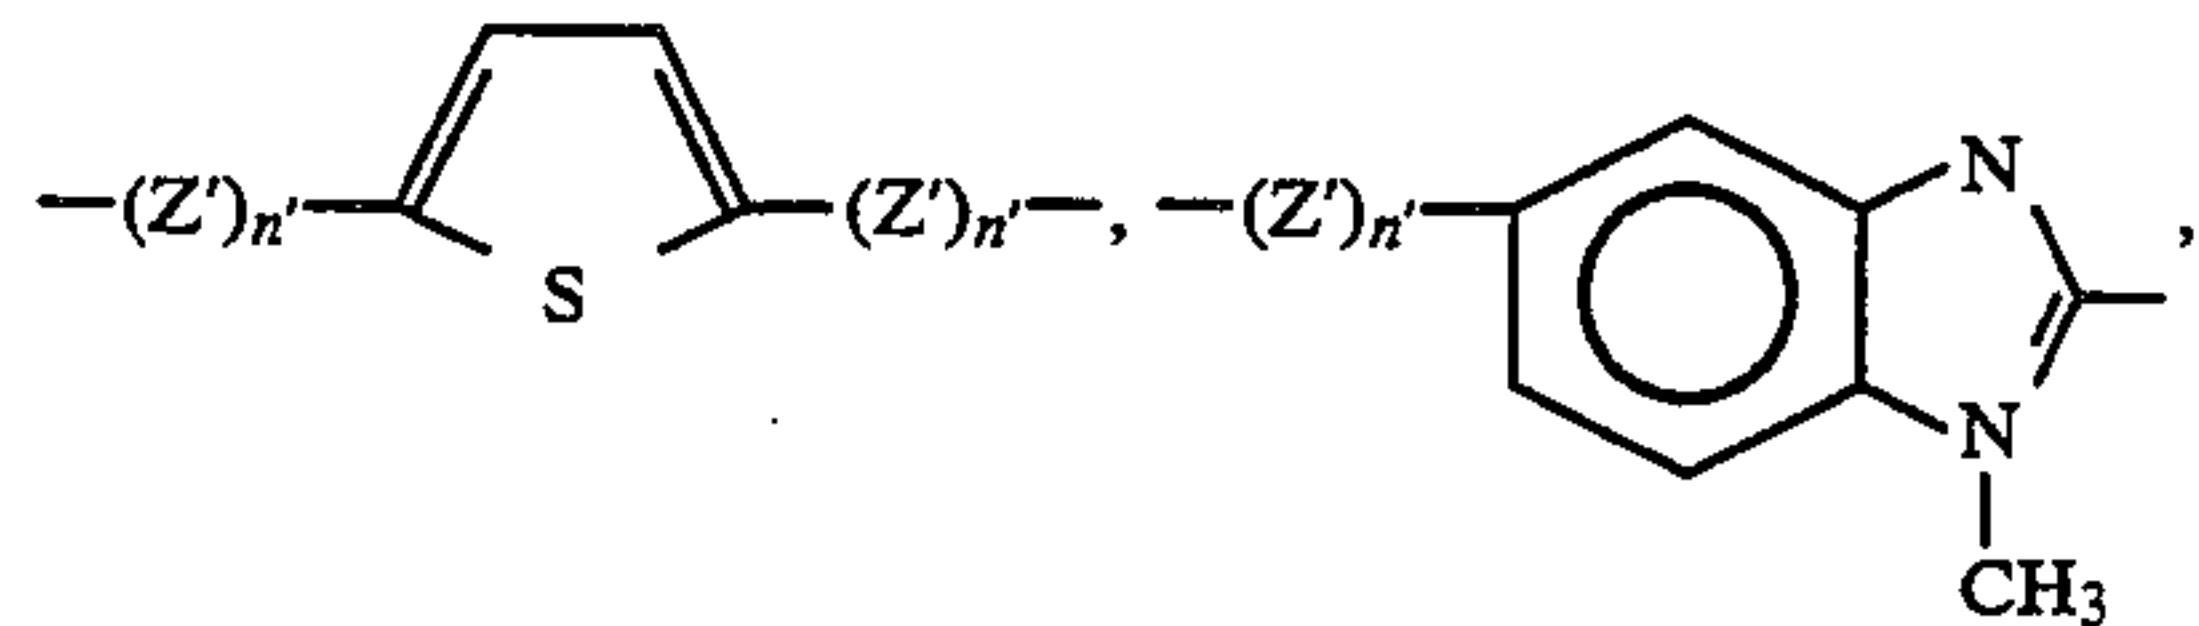 N
—(Z')n'— —(Z')n'—, —(Z')n'— ,
S
N
CH3